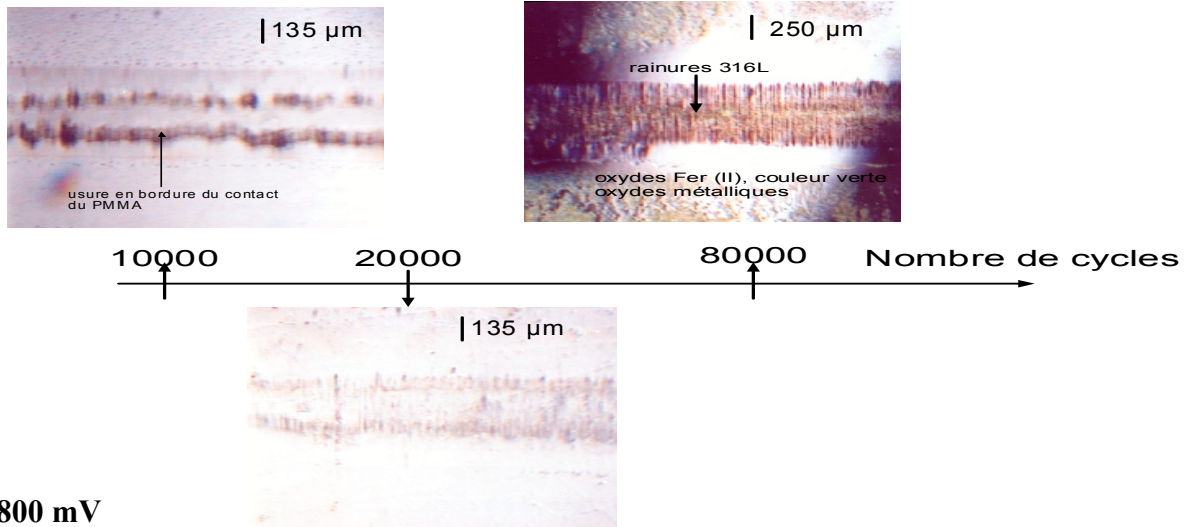 135 µm
usure en bordure du contact
du PMMA
250 µm
rainures 316L
oxydes Fer (II), couleur verte
oxydes métalliques
10000 20000 80000 Nombre de cycles
135 µm
800 mV